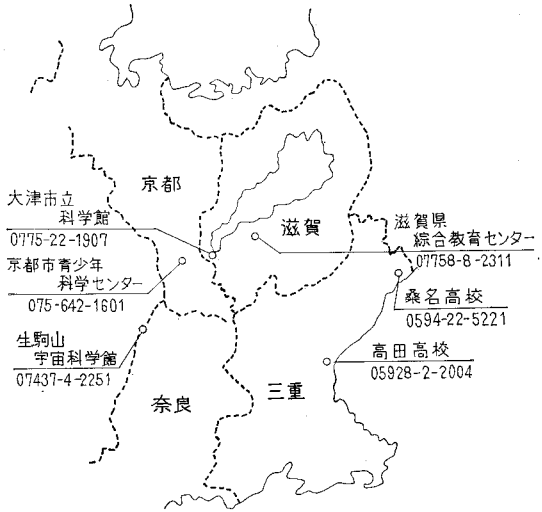 京都
大津市立
科学館
0775-22-1907
京都市青少年
科学センター
075-642-1601
生駒山
宇宙科学館
07437-4-2251
奈良
滋賀
三重
滋賀県
綜合教育センター
07758-8-2311
桑名高校
0594-22-5221
高田高校
05928-2-2004